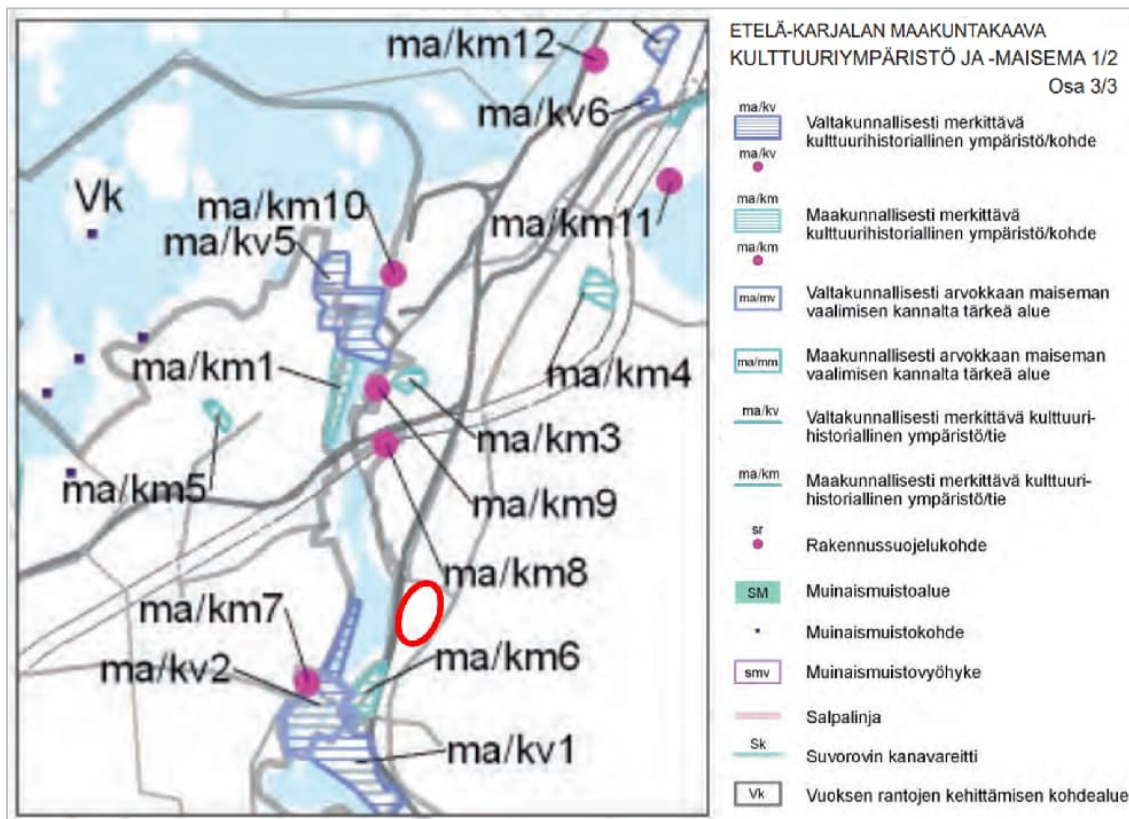 ma/km12
ma/kv6
Vk
ma/km10
ma/kv5
ma/km11
ma/km1
ma/km4
ma/km3
ma/km5
ma/km9
ma/km8
ma/km7
ma/km6
ma/kv2
ma/kv1
ETELÄ-KARJALAN MAAKUNTAKAAVA
KULTTUURIYMPÄRISTÖ JA -MAISEMA 1/2
Osa 3/3
ma/kv
Valtakunnallisesti merkittävä
kulttuurihistoriallinen ympäristö/kohde
ma/kv
ma/km
Maakunnallisesti merkittävä
kulttuurihistoriallinen ympäristö/kohde
ma/km
ma/mv
Valtakunnallisesti arvokkaan maiseman
vaalimisen kannalta tärkeä alue
ma/mm
Maakunnallisesti arvokkaan maiseman
vaalimisen kannalta tärkeä alue
ma/kv
Valtakunnallisesti merkittävä kulttuuri-
historiallinen ympäristö/tie
ma/km
Maakunnallisesti merkittävä kulttuuri-
historiallinen ympäristö/tie
sr
Rakennussuojelukohde
SM
Muinaismuistoalue
Muinaismuistokohde
smv
Muinaismuistovyöhyke
Salpalinja
Sk
Suvorovin kanavareitti
Vk
Vuoksen rantojen kehittämisen kohdealue